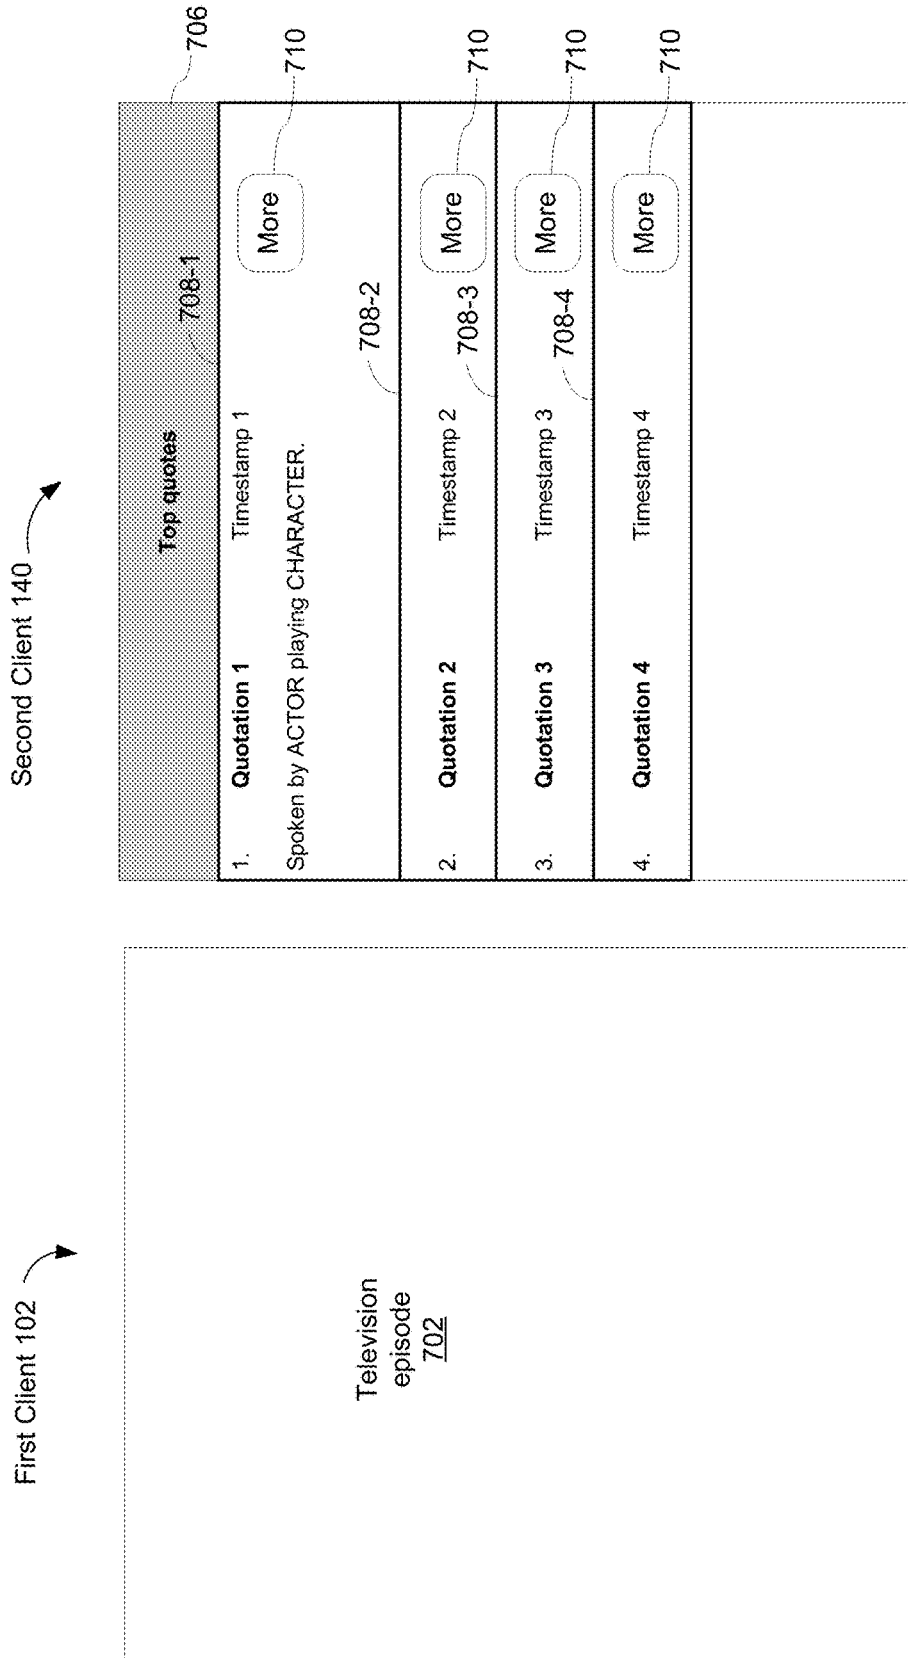 First Client 102
Second Client 140
Television
episode
702
706
Top quotes
708-1
1. Quotation 1 Timestamp 1 More 710
Spoken by ACTOR playing CHARACTER.
708-2
2. Quotation 2 Timestamp 2 More 710
708-3
3. Quotation 3 Timestamp 3 More 710
708-4
4. Quotation 4 Timestamp 4 More 710